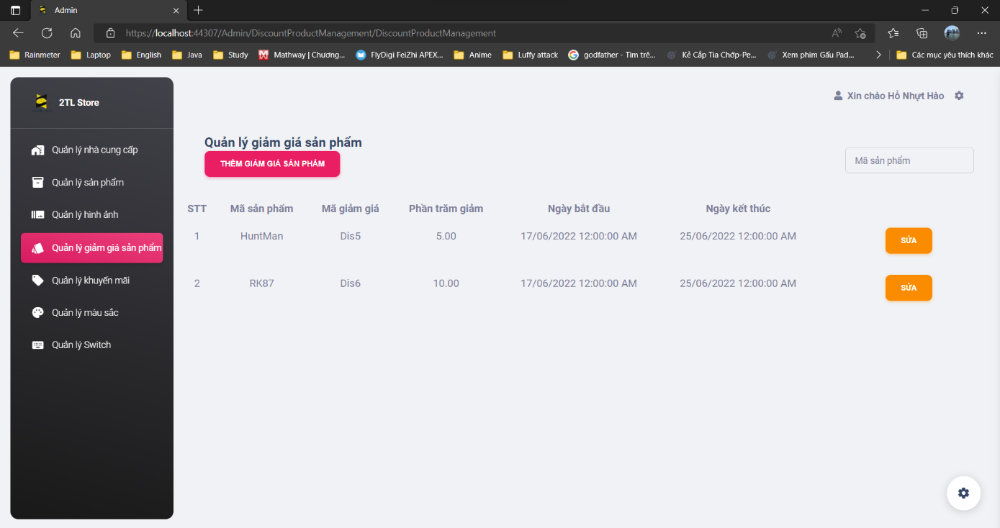 Admin
https://localhost:44307/Admin/DiscountProductManagement/DiscountProductManagement
Rainmeter Laptop English Java Study Mathway | Chương... FlyDigi FeiZhi APEX... Anime Luffy attack godfather - Tìm trê... Kẻ Cắp Tia Chớp-Pe... Xem phim Gấu Pad... Các mục yêu thích khác
2TL Store
Xin chào Hồ Nhựt Hào
Quản lý nhà cung cấp
Quản lý sản phẩm
Quản lý hình ảnh
Quản lý giảm giá sản phẩm
Quản lý khuyến mãi
Quản lý màu sắc
Quản lý Switch
Quản lý giảm giá sản phẩm
THÊM GIẢM GIÁ SẢN PHẨM
Mã sản phẩm
STT Mã sản phẩm Mã giảm giá Phần trăm giảm Ngày bắt đầu Ngày kết thúc
1 HuntMan Dis5 5.00 17/06/2022 12:00:00 AM 25/06/2022 12:00:00 AM SỬA
2 RK87 Dis6 10.00 17/06/2022 12:00:00 AM 25/06/2022 12:00:00 AM SỬA